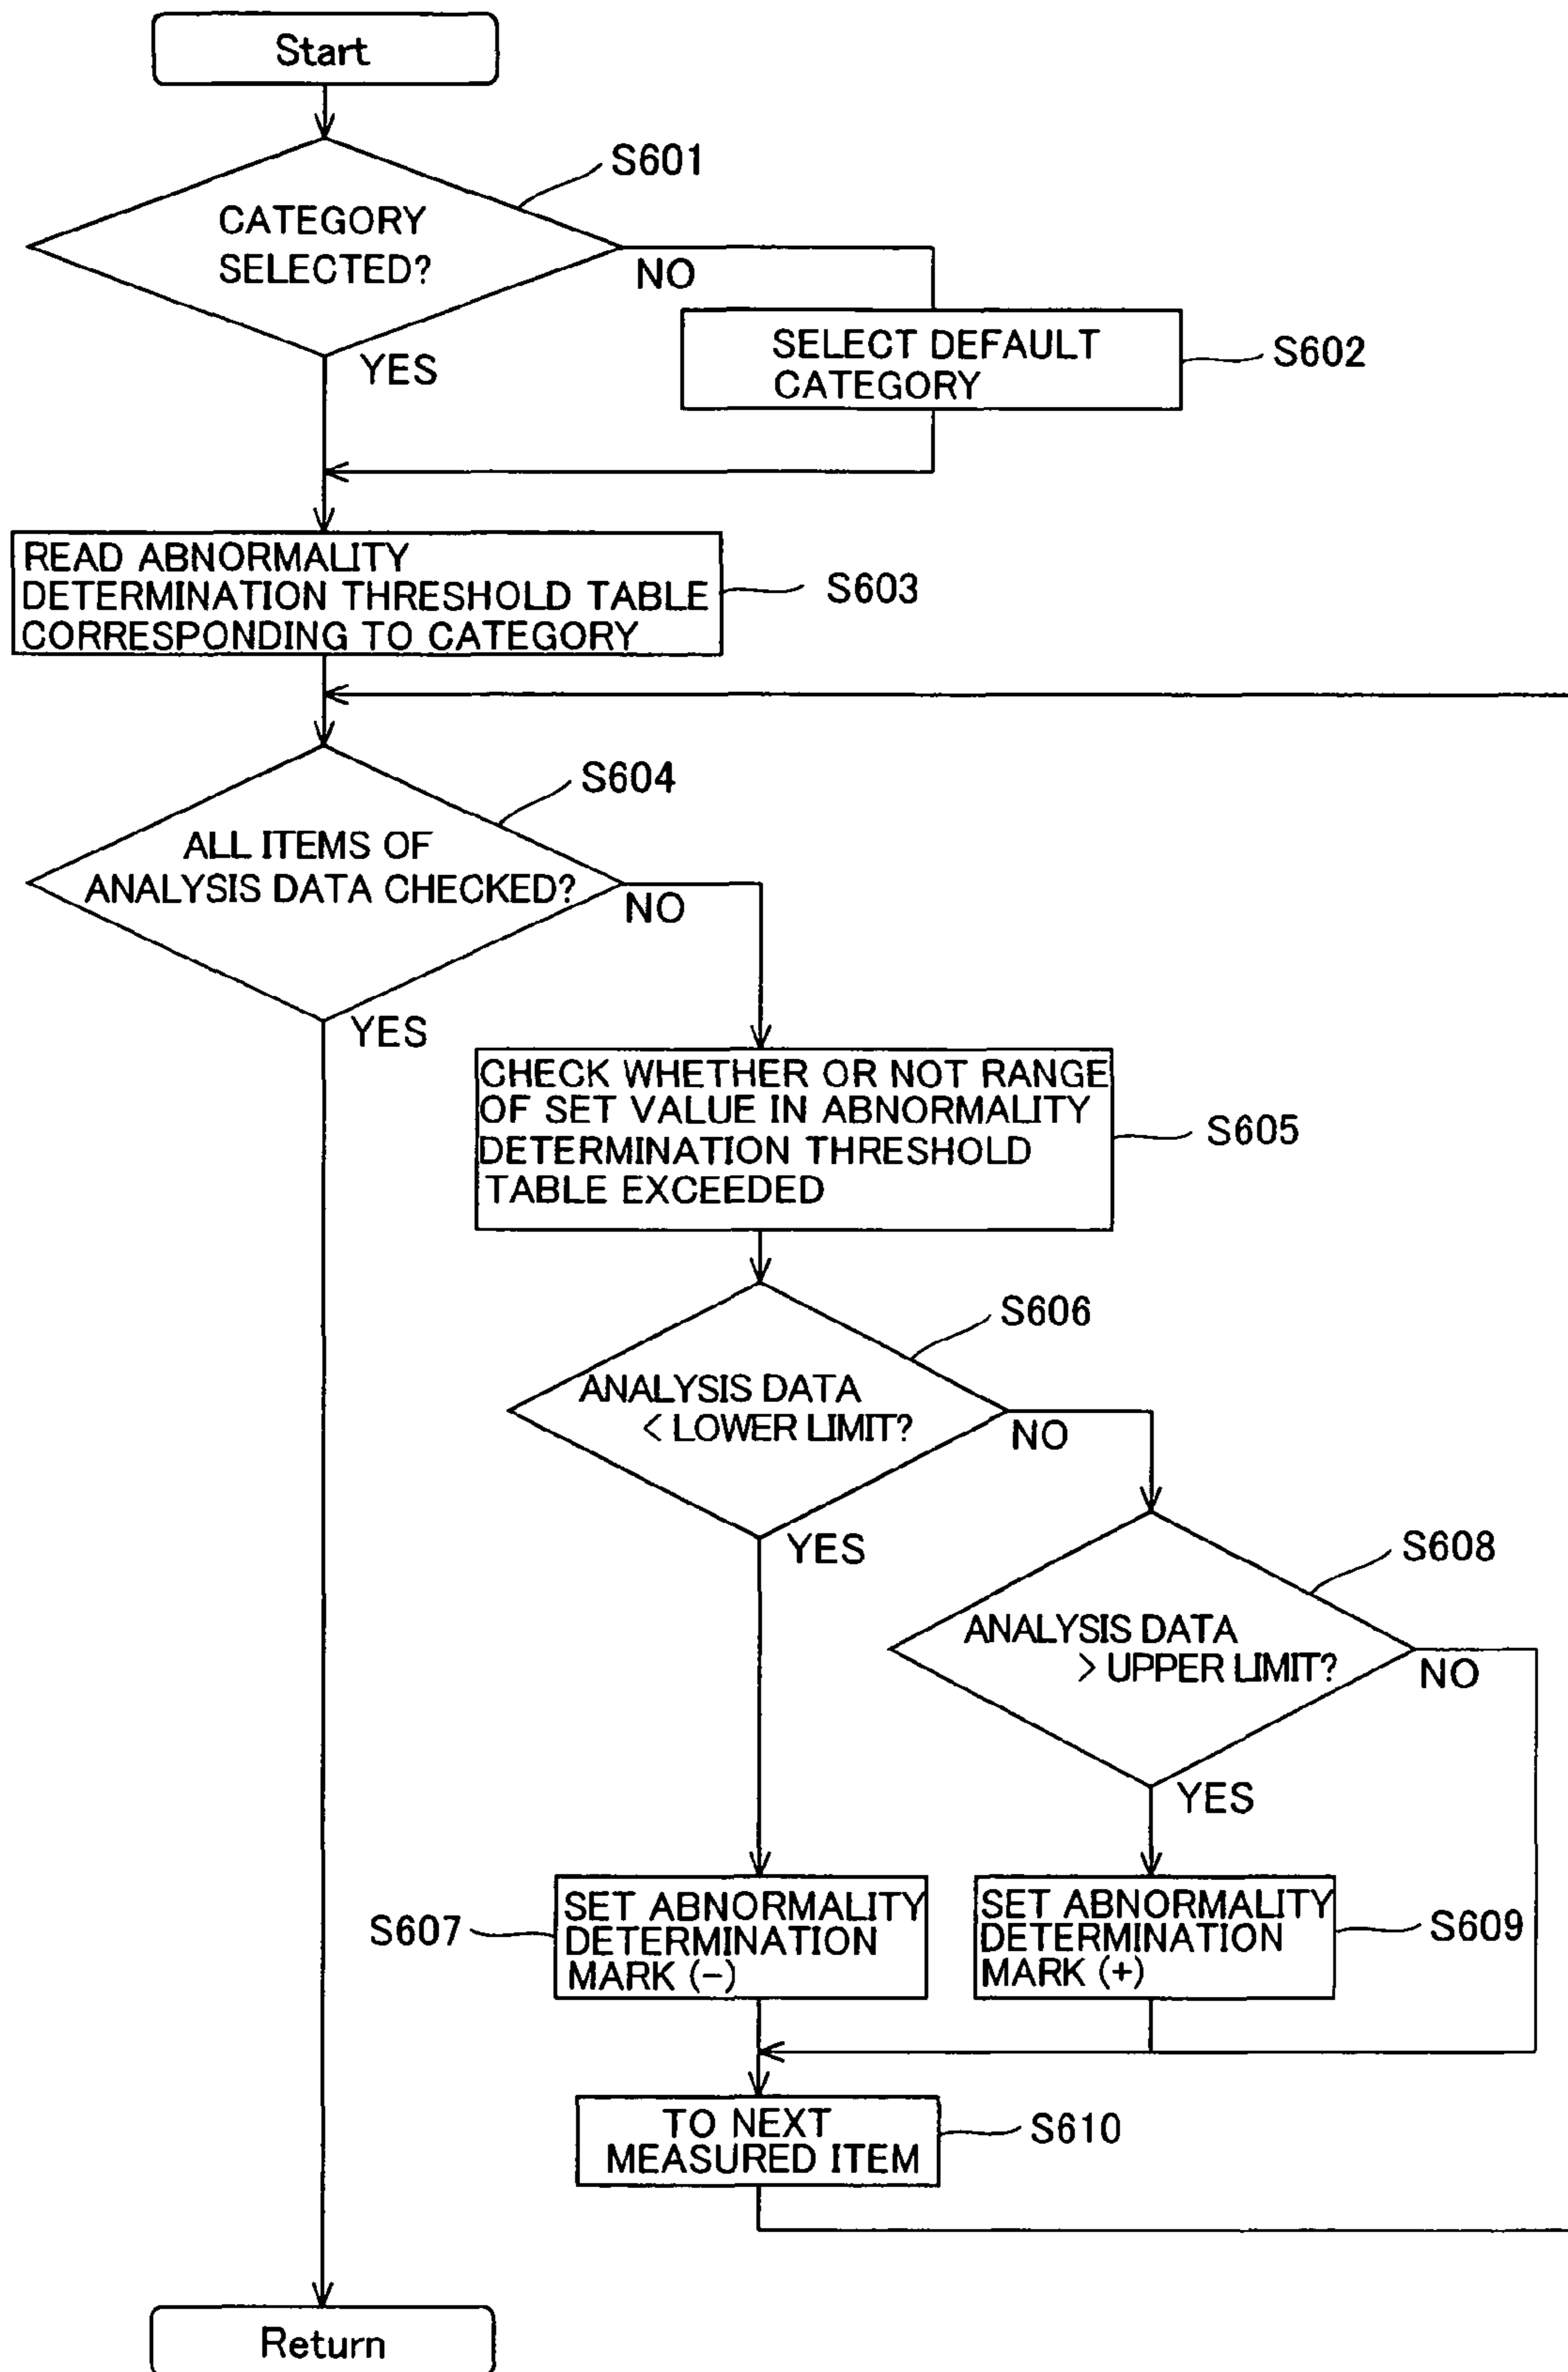 Start
S601
CATEGORY
SELECTED?
NO
YES
SELECT DEFAULT
CATEGORY
S602
READ ABNORMALITY
DETERMINATION THRESHOLD TABLE
CORRESPONDING TO CATEGORY
S603
S604
ALL ITEMS OF
ANALYSIS DATA CHECKED?
NO
YES
CHECK WHETHER OR NOT RANGE
OF SET VALUE IN ABNORMALITY
DETERMINATION THRESHOLD
TABLE EXCEEDED
S605
S606
ANALYSIS DATA
< LOWER LIMIT?
NO
YES
S608
ANALYSIS DATA
> UPPER LIMIT?
NO
YES
S607
SET ABNORMALITY
DETERMINATION
MARK (-)
SET ABNORMALITY
DETERMINATION
MARK (+)
S609
TO NEXT
MEASURED ITEM
S610
Return